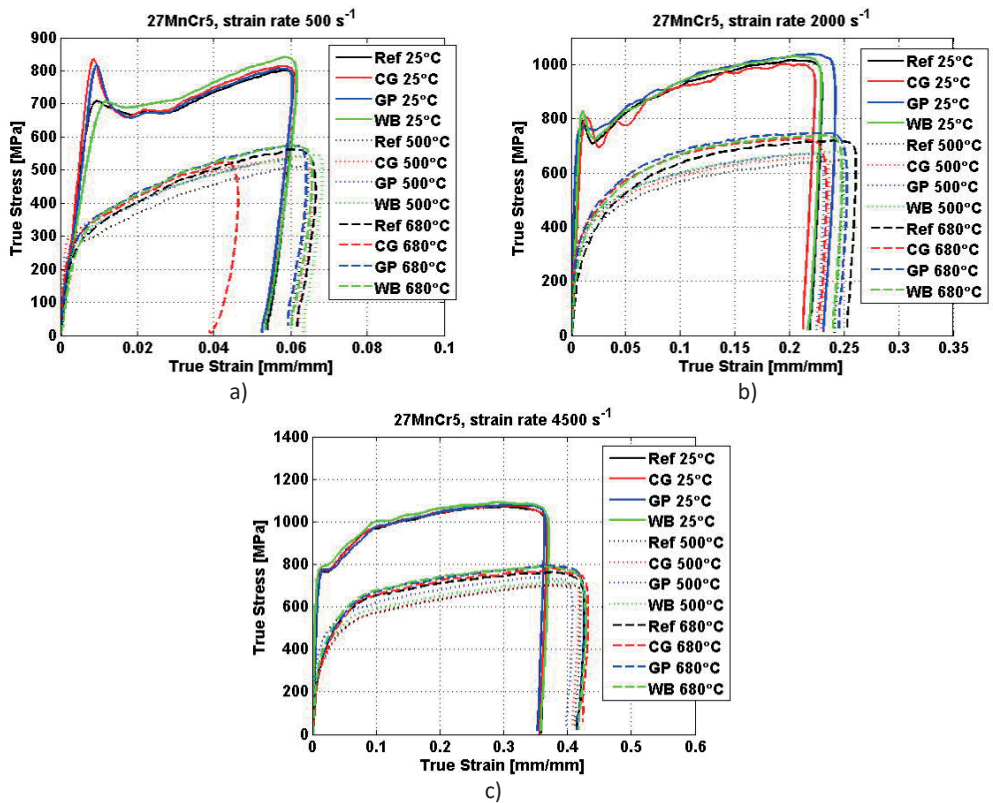 27MnCr5, strain rate 500 s⁻¹
True Stress [MPa]
900
800
700
600
500
400
300
200
100
0
0 0.02 0.04 0.06 0.08 0.1
True Strain [mm/mm]
Ref 25°C
CG 25°C
GP 25°C
WB 25°C
Ref 500°C
CG 500°C
GP 500°C
WB 500°C
Ref 680°C
CG 680°C
GP 680°C
WB 680°C
a)
27MnCr5, strain rate 2000 s⁻¹
True Stress [MPa]
1000
800
600
400
200
0
0 0.05 0.1 0.15 0.2 0.25 0.3 0.35
True Strain [mm/mm]
Ref 25°C
CG 25°C
GP 25°C
WB 25°C
Ref 500°C
CG 500°C
GP 500°C
WB 500°C
Ref 680°C
CG 680°C
GP 680°C
WB 680°C
b)
27MnCr5, strain rate 4500 s⁻¹
True Stress [MPa]
1400
1200
1000
800
600
400
200
0
0 0.1 0.2 0.3 0.4 0.5 0.6
True Strain [mm/mm]
Ref 25°C
CG 25°C
GP 25°C
WB 25°C
Ref 500°C
CG 500°C
GP 500°C
WB 500°C
Ref 680°C
CG 680°C
GP 680°C
WB 680°C
c)